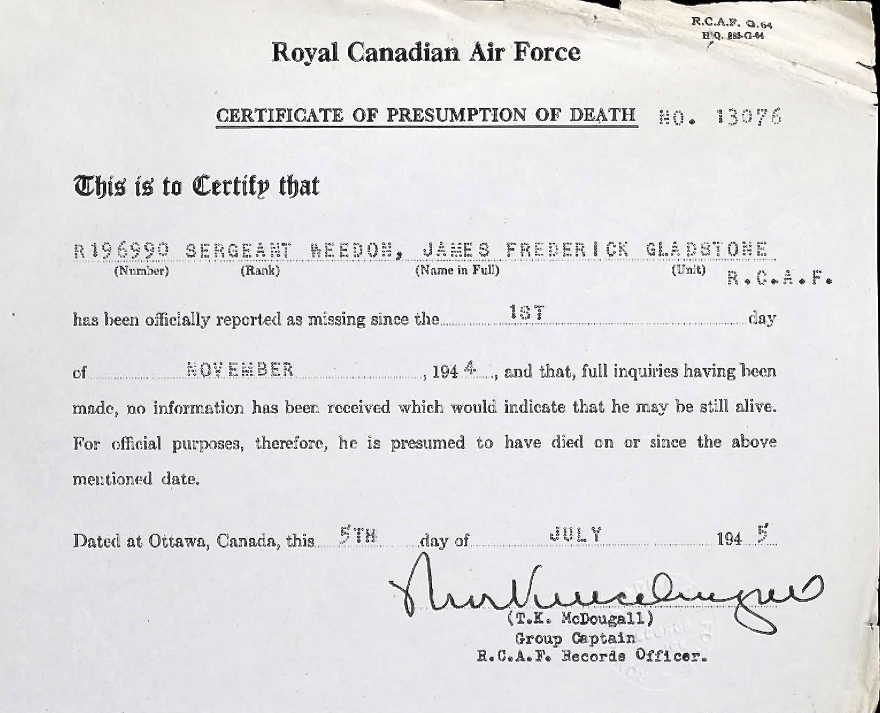 R.C.A.F. G.64
H.Q. 885-G-64
Royal Canadian Air Force
CERTIFICATE OF PRESUMPTION OF DEATH NO. 13076
This is to Certify that
R196990 SERGEANT WEEDON, JAMES FREDERICK GLADSTONE
(Number) (Rank) (Name in Full) (Unit) R.C.A.F.
has been officially reported as missing since the 1ST day
of NOVEMBER, 1944, and that, full inquiries having been
made, no information has been received which would indicate that he may be still alive.
For official purposes, therefore, he is presumed to have died on or since the above
mentioned date.
Dated at Ottawa, Canada, this 5TH day of JULY 1945
(T.K. McDougall)
Group Captain
R.C.A.F. Records Officer.